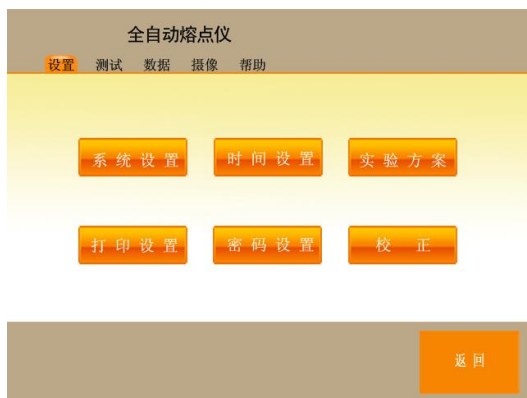 全自动熔点仪
设置 测试 数据 摄像 帮助
系统设置 时间设置 实验方案
打印设置 密码设置 校正
返回